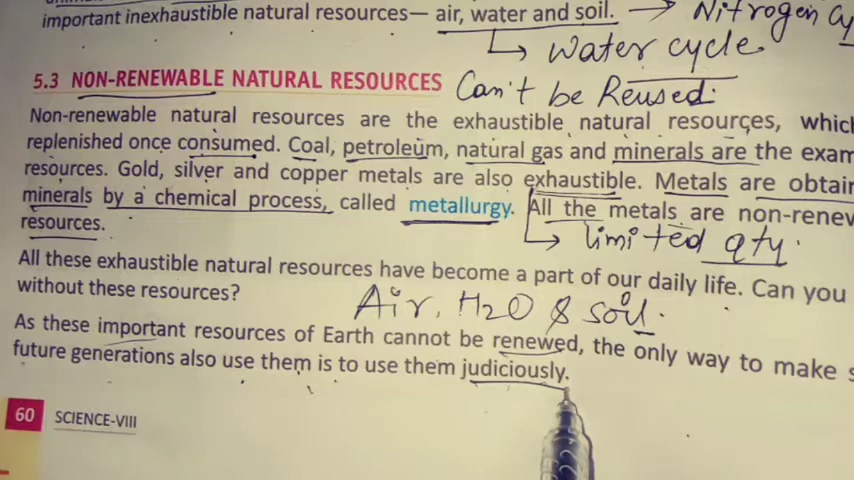 important inexhaustible natural resources— air, water and soil. → Nitrogen cy
↳ Water cycle
5.3 NON-RENEWABLE NATURAL RESOURCES Can't be Reused.
Non-renewable natural resources are the exhaustible natural resources, which
replenished once consumed. Coal, petroleum, natural gas and minerals are the exam
resources. Gold, silver and copper metals are also exhaustible. Metals are obtain
minerals by a chemical process, called metallurgy. All the metals are non-renew
resources. ↳ limited qty.
All these exhaustible natural resources have become a part of our daily life. Can you
without these resources? Air, H2O & soil.
As these important resources of Earth cannot be renewed, the only way to make s
future generations also use them is to use them judiciously.
60 SCIENCE-VIII